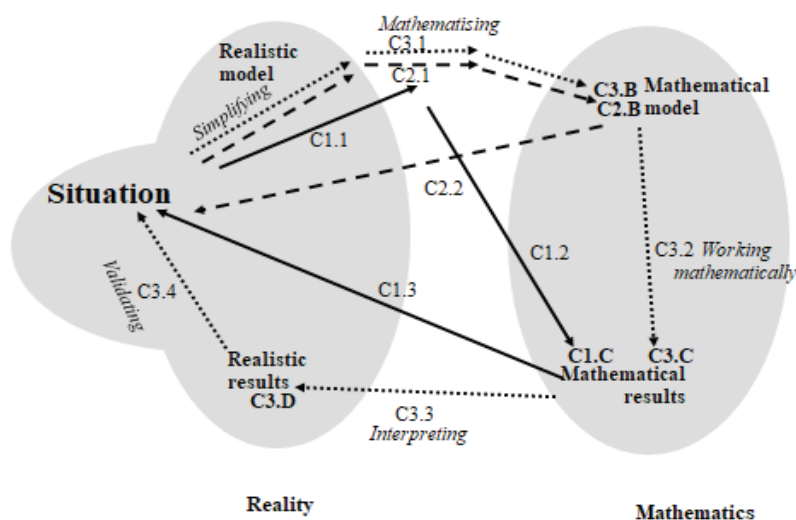 Mathematising
C3.1
Realistic
model
C2.1
Simplifying
C3.B Mathematical
C2.B model
C1.1
Situation
C2.2
C1.2
C3.2 Working
mathematically
Validating
C3.4
C1.3
Realistic
results
C3.D
C1.C C3.C
Mathematical
results
C3.3
Interpreting
Reality
Mathematics